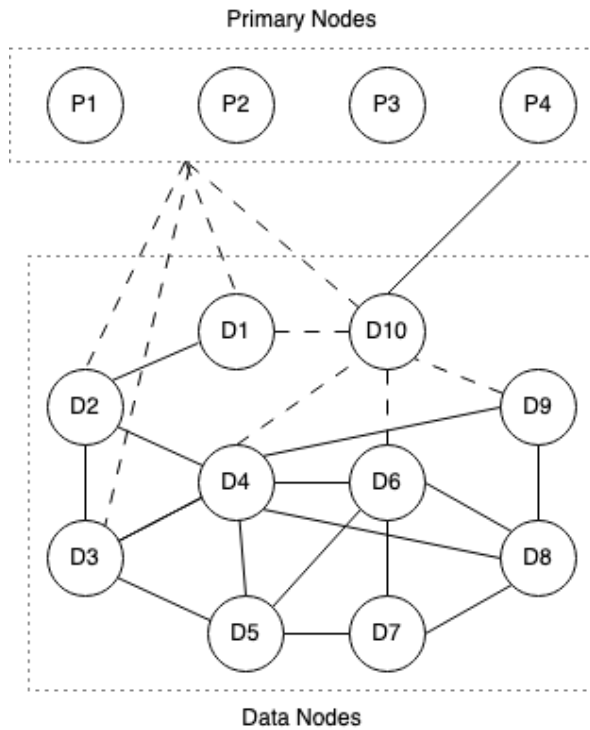 Primary Nodes
P1 P2 P3 P4
D1 D10
D2 D9
D4 D6
D3 D8
D5 D7
Data Nodes